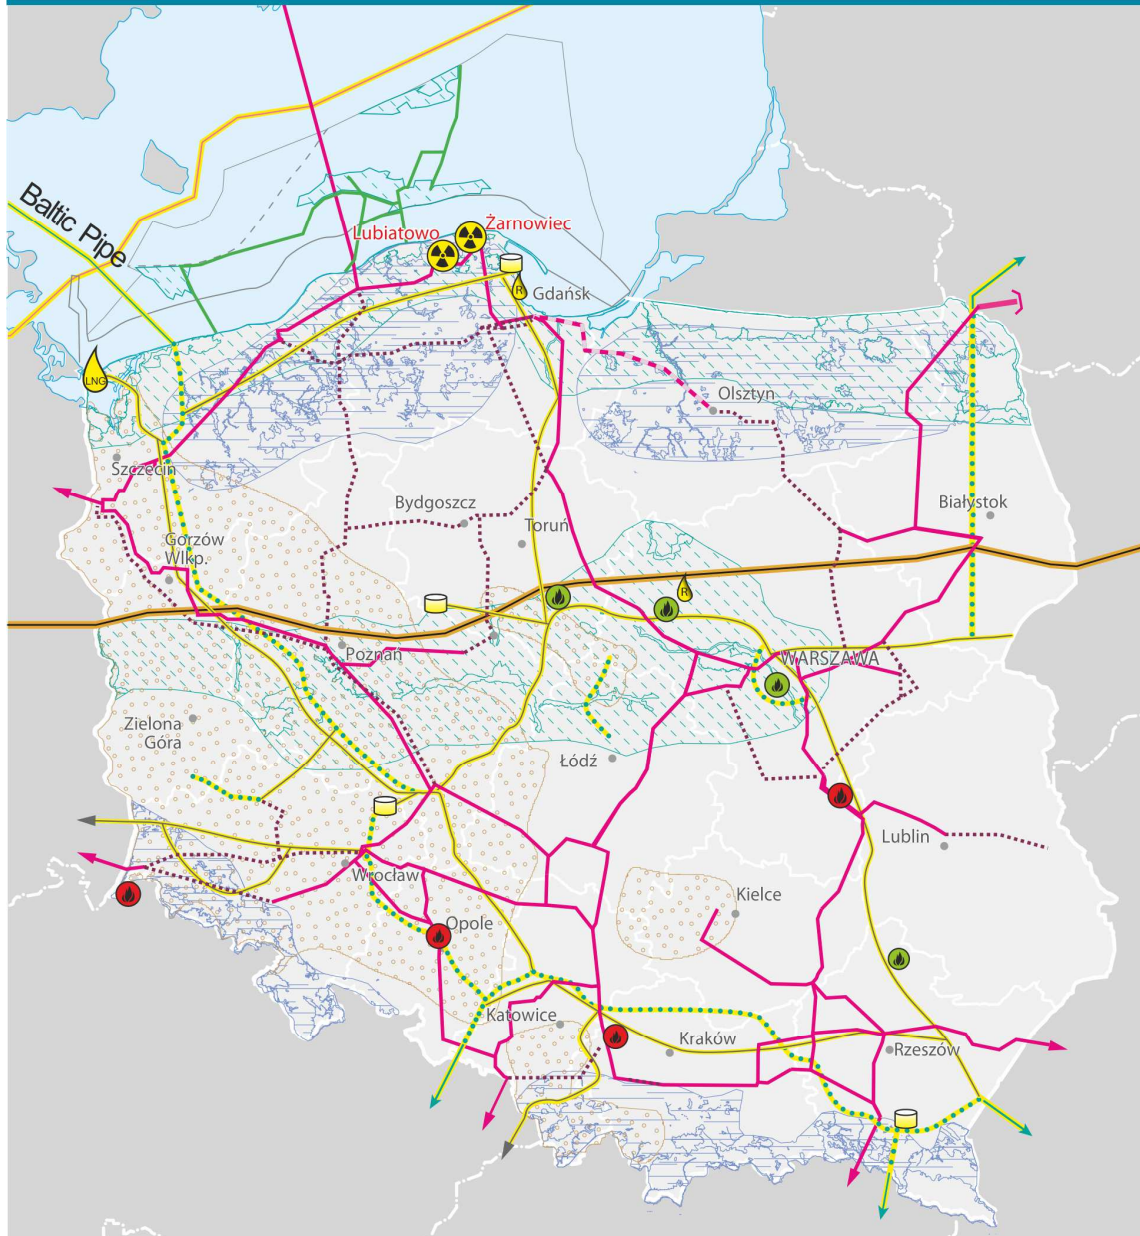 Baltic Pipe
Lubiatowo
Żarnowiec
R
Gdańsk
LNG
Olsztyn
Szczecin
Bydgoszcz
Białystok
Toruń
Gorzów
Wlkp.
R
Poznań
WARSZAWA
Zielona
Góra
Łódź
Lublin
Wrocław
Kielce
Opole
Katowice
Kraków
Rzeszów